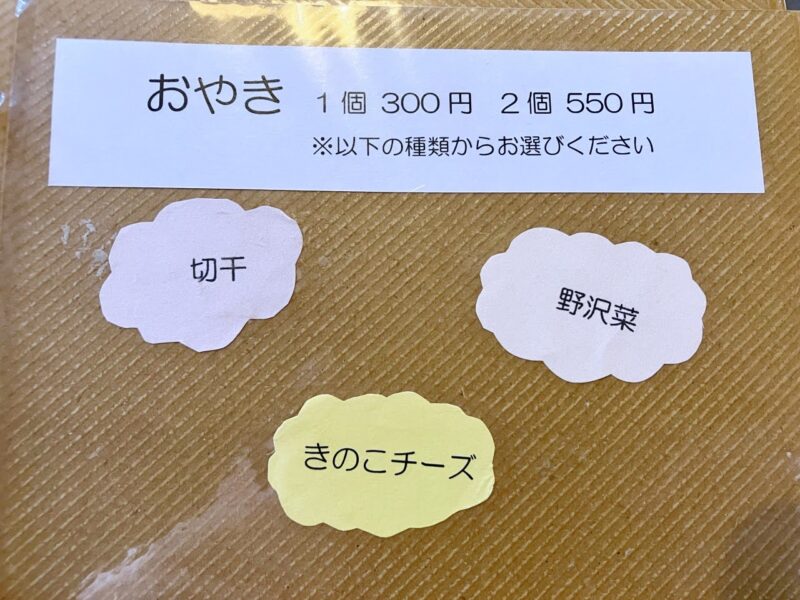 おやき 1個 300円 2個 550円
※以下の種類からお選びください
切干
野沢菜
きのこチーズ